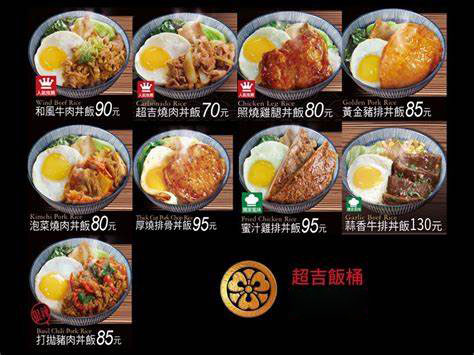 人氣推薦
Wind Beef Rice
和風牛肉丼飯90元
Carbonado Rice
超吉燒肉丼飯70元
人氣推薦
Chicken Leg Rice
照燒雞腿丼飯80元
Golden Pork Rice
黃金豬排丼飯85元
Kimchi Pork Rice
泡菜燒肉丼飯80元
Thick Cut Pork Chop Rice
厚燒排骨丼飯95元
Fried Chicken Rice
蜜汁雞排丼飯95元
Garlic Beef Rice
蒜香牛排丼飯130元
Basil Chili Pork Rice
打拋豬肉丼飯85元
超吉飯桶